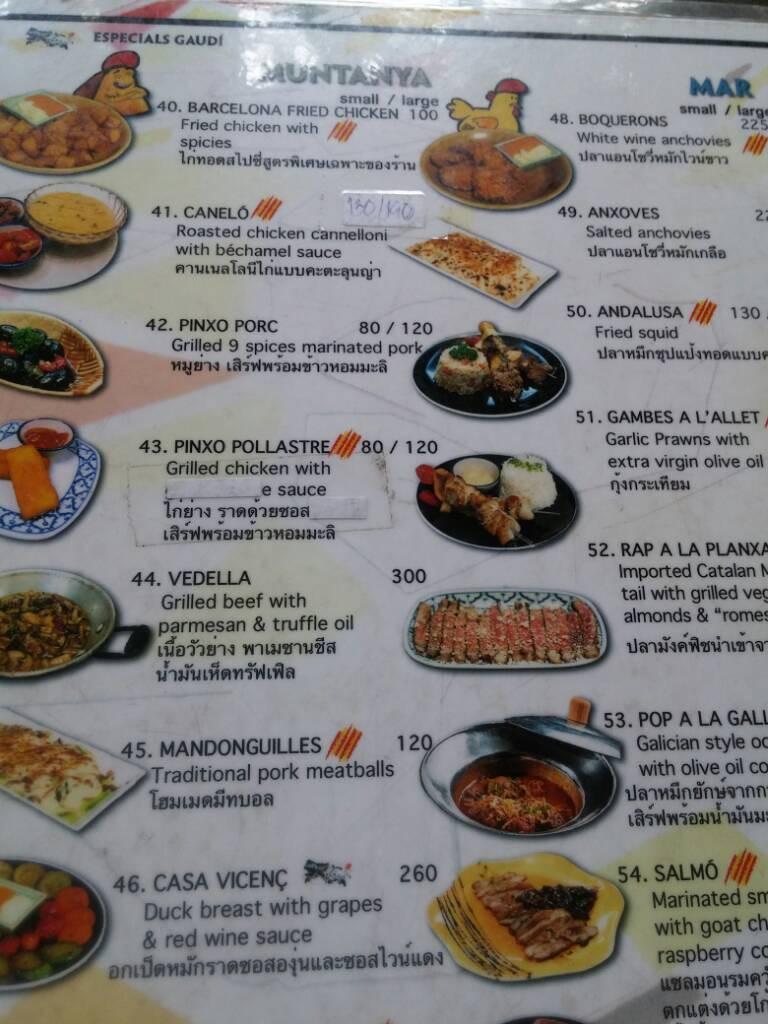 ESPECIALS GAUDÍ
MUNTANYA
small / large
40. BARCELONA FRIED CHICKEN 100
Fried chicken with
spicies
ไก่ทอดสไปซี่สูตรพิเศษเฉพาะของร้าน
41. CANELÓ 130/190
Roasted chicken cannelloni
with béchamel sauce
คานเนลโลนีไก่แบบคะตะลุนญ่า
42. PINXO PORC 80 / 120
Grilled 9 spices marinated pork
หมูย่าง เสิร์ฟพร้อมข้าวหอมมะลิ
43. PINXO POLLASTRE 80 / 120
Grilled chicken with
e sauce
ไก่ย่าง ราดด้วยซอส
เสิร์ฟพร้อมข้าวหอมมะลิ
44. VEDELLA 300
Grilled beef with
parmesan & truffle oil
เนื้อวัวย่าง พาเมซานชีส
น้ำมันเห็ดทรัฟเฟิล
45. MANDONGUILLES 120
Traditional pork meatballs
โฮมเมดมีทบอล
46. CASA VICENÇ 260
Duck breast with grapes
& red wine sauce
อกเป็ดหมักราดซอสองุ่นและซอสไวน์แดง
MAR
small / large
48. BOQUERONS 225
White wine anchovies
ปลาแอนโชวี่หมักไวน์ขาว
49. ANXOVES
Salted anchovies
ปลาแอนโชวี่หมักเกลือ
50. ANDALUSA 130 /
Fried squid
ปลาหมึกชุปแป้งทอดแบบ
51. GAMBES A L'ALLET
Garlic Prawns with
extra virgin olive oil
กุ้งกระเทียม
52. RAP A LA PLANXA
Imported Catalan M
tail with grilled veg
almonds & "romes
ปลามังค์ฟิชนำเข้าจา
53. POP A LA GALL
Galician style oc
with olive oil co
ปลาหมึกยักษ์จากก
เสิร์ฟพร้อมน้ำมันม
54. SALMÓ
Marinated sm
with goat ch
raspberry co
แซลมอนรมคว
ตกแต่งด้วยโก